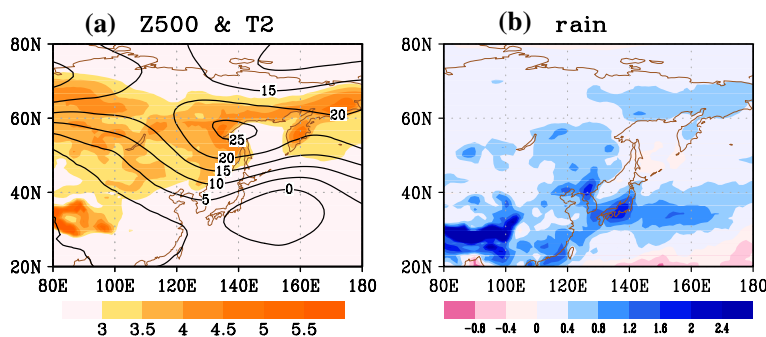 (a) Z500 & T2
80N
60N
40N
20N
80E 100E 120E 140E 160E 180
15
20
25
20
15
10
5
0
3 3.5 4 4.5 5 5.5
(b) rain
80N
60N
40N
20N
80E 100E 120E 140E 160E 180
-0.8 -0.4 0 0.4 0.8 1.2 1.6 2 2.4